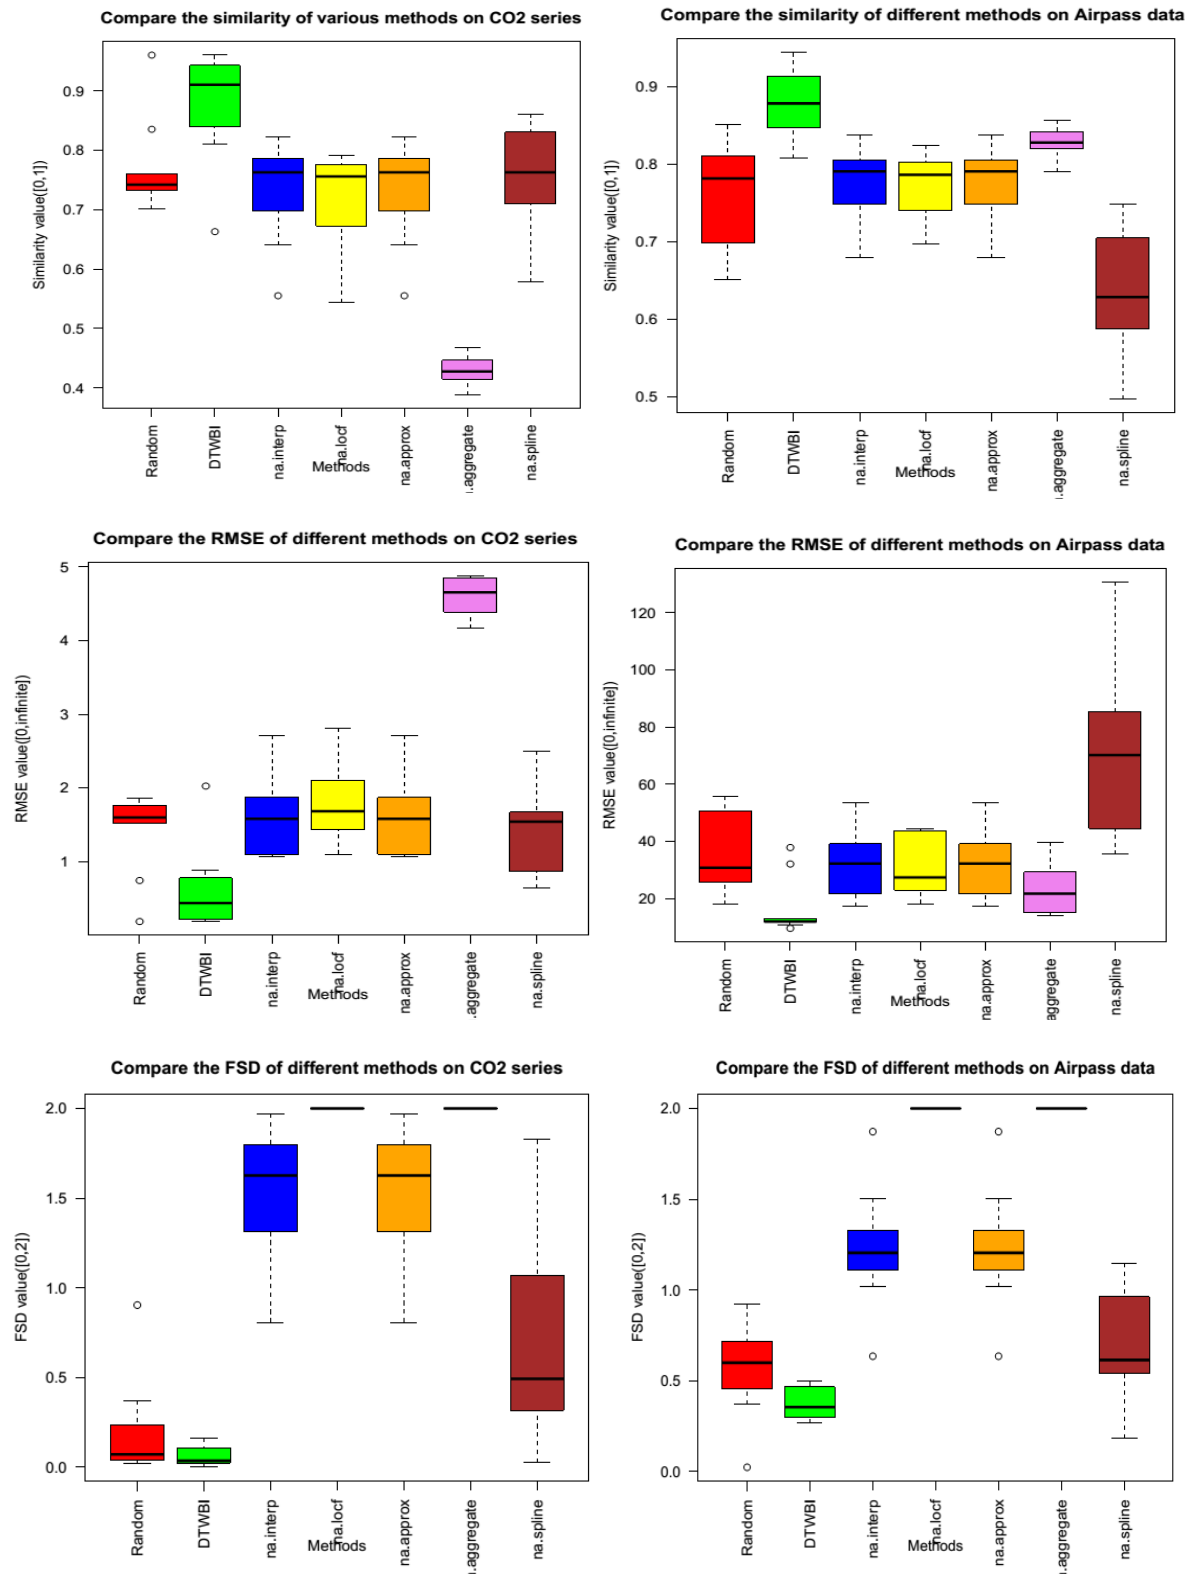 Compare the similarity of various methods on CO2 series
Similarity value([0,1])
0.9
0.8
0.7
0.6
0.5
0.4
Random
DTWBI
na.interp
na.locf
na.approx
.aggregate
na.spline
Methods
Compare the similarity of different methods on Airpass data
Similarity value([0,1])
0.9
0.8
0.7
0.6
0.5
Random
DTWBI
na.interp
na.locf
na.approx
.aggregate
na.spline
Methods
Compare the RMSE of different methods on CO2 series
RMSE value([0,infinite])
5
4
3
2
1
Random
DTWBI
na.interp
na.locf
na.approx
.aggregate
na.spline
Methods
Compare the RMSE of different methods on Airpass data
RMSE value([0,infinite])
120
100
80
60
40
20
Random
DTWBI
na.interp
na.locf
na.approx
aggregate
na.spline
Methods
Compare the FSD of different methods on CO2 series
FSD value([0,2])
2.0
1.5
1.0
0.5
0.0
Random
DTWBI
na.interp
na.locf
na.approx
.aggregate
na.spline
Methods
Compare the FSD of different methods on Airpass data
FSD value([0,2])
2.0
1.5
1.0
0.5
0.0
Random
DTWBI
na.interp
na.locf
na.approx
.aggregate
na.spline
Methods